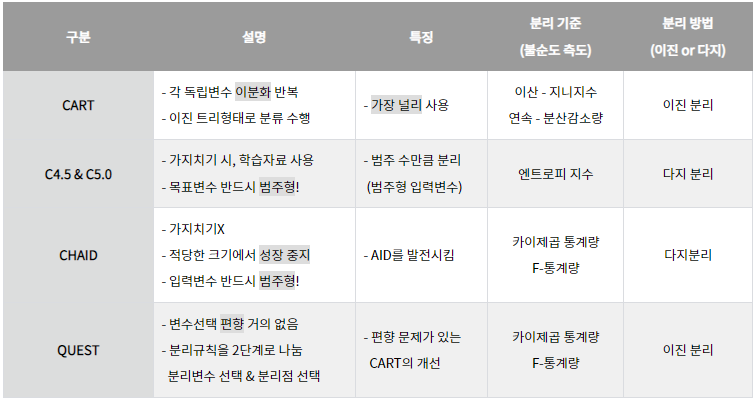 구분
설명
특징
분리 기준
(불순도 측도)
분리 방법
(이진 or 다지)
CART
- 각 독립변수 이분화 반복
- 이진 트리형태로 분류 수행
- 가장 널리 사용
이산 - 지니지수
연속 - 분산감소량
이진 분리
C4.5 & C5.0
- 가지치기 시, 학습자료 사용
- 목표변수 반드시 범주형!
- 범주 수만큼 분리
(범주형 입력변수)
엔트로피 지수
다지 분리
CHAID
- 가지치기X
- 적당한 크기에서 성장 중지
- 입력변수 반드시 범주형!
- AID를 발전시킴
카이제곱 통계량
F-통계량
다지분리
QUEST
- 변수선택 편향 거의 없음
- 분리규칙을 2단계로 나눔
분리변수 선택 & 분리점 선택
- 편향 문제가 있는
CART의 개선
카이제곱 통계량
F-통계량
이진 분리